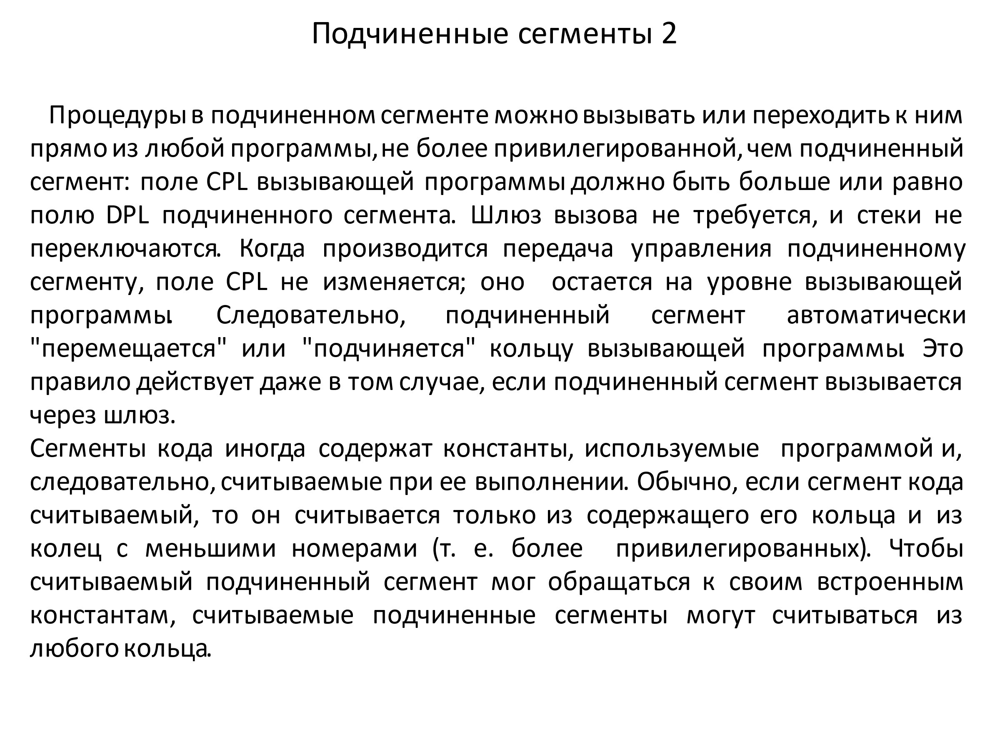 Подчиненные сегменты 2
Процедуры в подчиненном сегменте можно вызывать или переходить к ним
прямо из любой программы, не более привилегированной, чем подчиненный
сегмент: поле CPL вызывающей программы должно быть больше или равно
полю DPL подчиненного сегмента. Шлюз вызова не требуется, и стеки не
переключаются. Когда производится передача управления подчиненному
сегменту, поле CPL не изменяется; оно остается на уровне вызывающей
программы. Следовательно, подчиненный сегмент автоматически
"перемещается" или "подчиняется" кольцу вызывающей программы. Это
правило действует даже в том случае, если подчиненный сегмент вызывается
через шлюз.
Сегменты кода иногда содержат константы, используемые программой и,
следовательно, считываемые при ее выполнении. Обычно, если сегмент кода
считываемый, то он считывается только из содержащего его кольца и из
колец с меньшими номерами (т. е. более привилегированных). Чтобы
считываемый подчиненный сегмент мог обращаться к своим встроенным
константам, считываемые подчиненные сегменты могут считываться из
любого кольца.